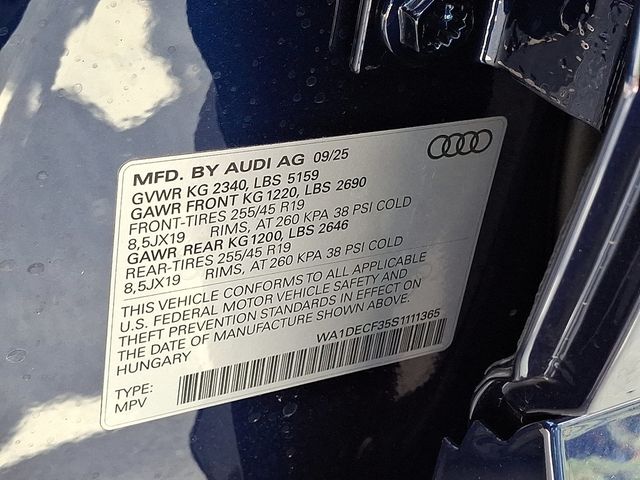 MFD. BY AUDI AG 09/25
GVWR KG 2340, LBS 5159
GAWR FRONT KG 1220, LBS 2690
FRONT-TIRES 255/45 R19
8,5JX19 RIMS, AT 260 KPA 38 PSI COLD
GAWR REAR KG 1200, LBS 2646
REAR-TIRES 255/45 R19
8,5JX19 RIMS, AT 260 KPA 38 PSI COLD
THIS VEHICLE CONFORMS TO ALL APPLICABLE
U.S. FEDERAL MOTOR VEHICLE SAFETY AND
THEFT PREVENTION STANDARDS IN EFFECT ON
THE DATE OF MANUFACTURE SHOWN ABOVE.
HUNGARY
WA1DECF35S1111365
TYPE:
MPV